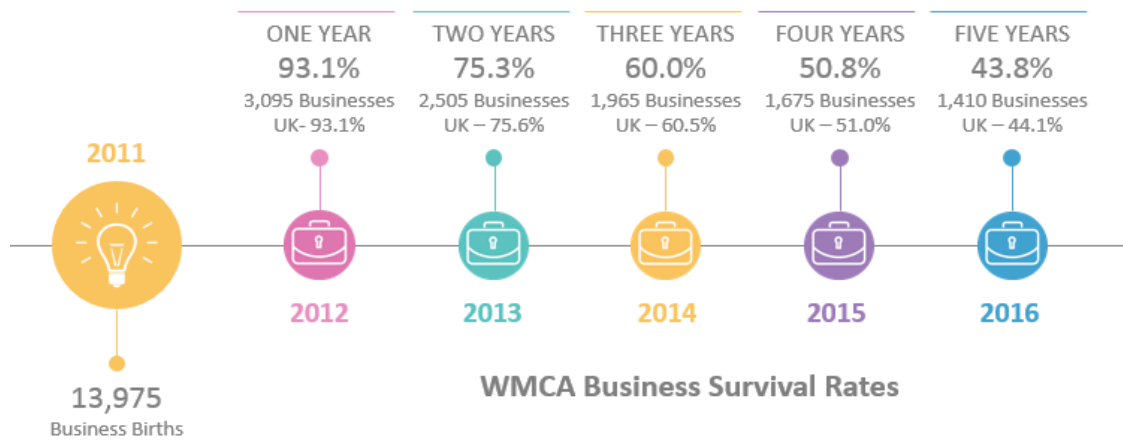 ONE YEAR
93.1%
3,095 Businesses
UK- 93.1%
TWO YEARS
75.3%
2,505 Businesses
UK – 75.6%
THREE YEARS
60.0%
1,965 Businesses
UK – 60.5%
FOUR YEARS
50.8%
1,675 Businesses
UK – 51.0%
FIVE YEARS
43.8%
1,410 Businesses
UK – 44.1%
2011
2012
2013
2014
2015
2016
13,975
Business Births
WMCA Business Survival Rates